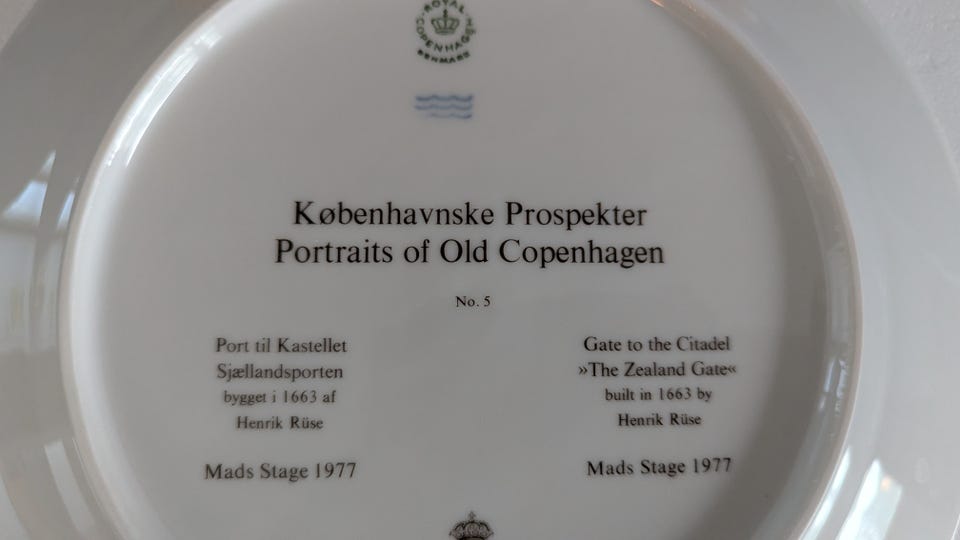 ROYAL COPENHAGEN
DENMARK
Københavnske Prospekter
Portraits of Old Copenhagen
No. 5
Port til Kastellet
Sjællandsporten
bygget i 1663 af
Henrik Rüse
Mads Stage 1977
Gate to the Citadel
»The Zealand Gate«
built in 1663 by
Henrik Rüse
Mads Stage 1977